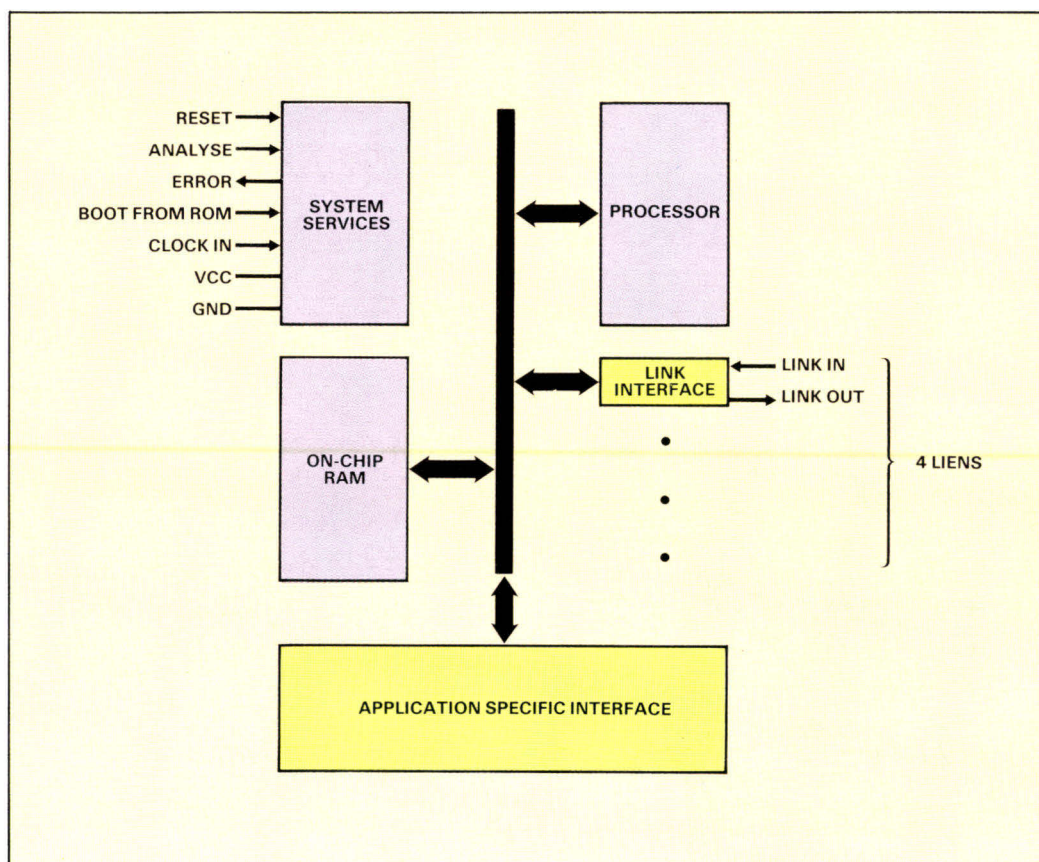 RESET
ANALYSE
ERROR
BOOT FROM ROM
CLOCK IN
VCC
GND
SYSTEM
SERVICES
PROCESSOR
LINK
INTERFACE
LINK IN
LINK OUT
4 LIENS
ON-CHIP
RAM
APPLICATION SPECIFIC INTERFACE